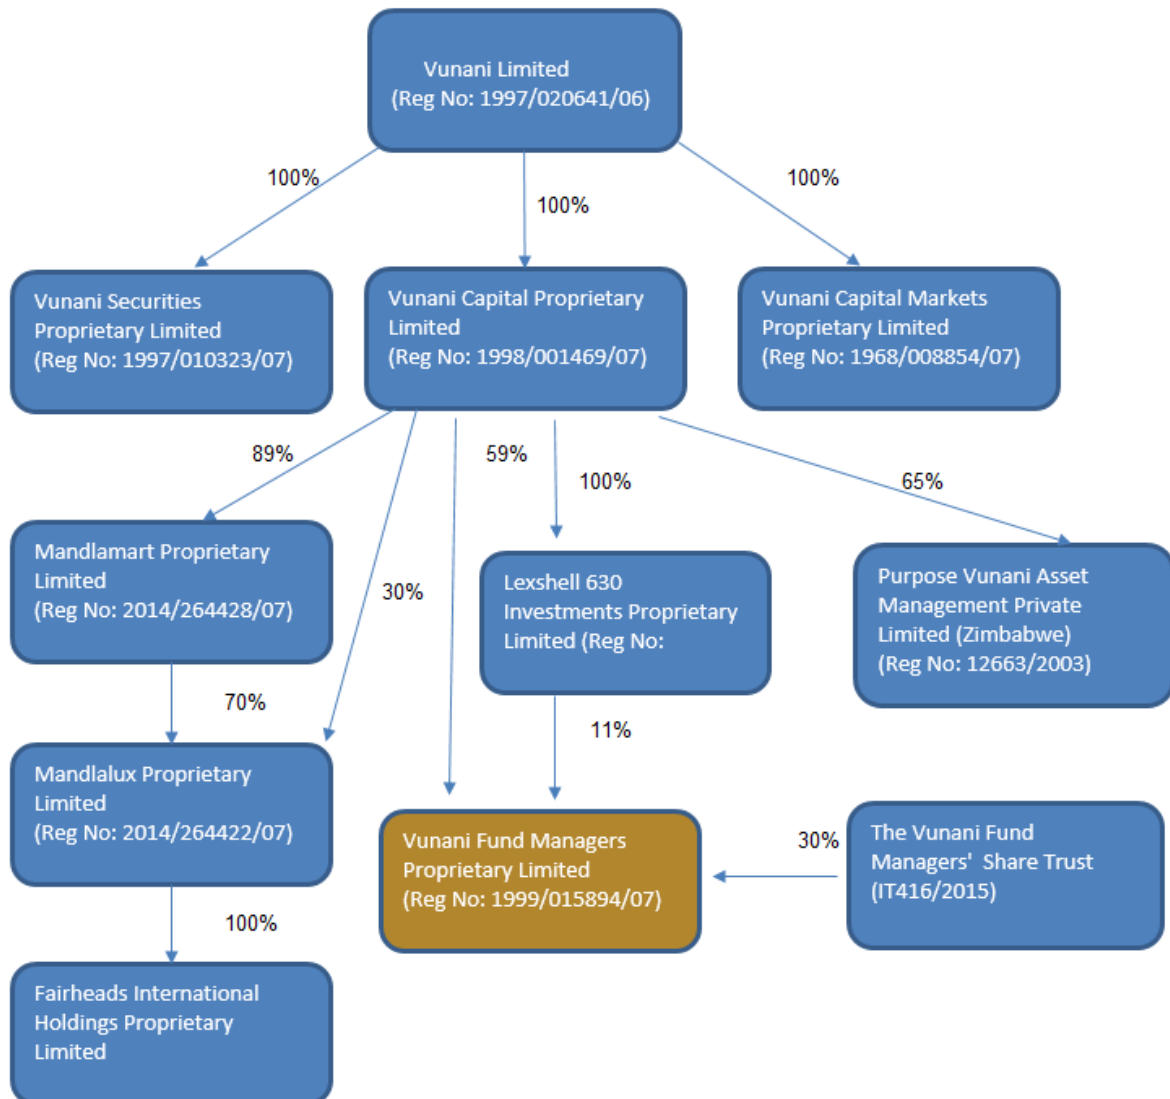 Vunani Limited
(Reg No: 1997/020641/06)
100%
100%
100%
Vunani Securities
Proprietary Limited
(Reg No: 1997/010323/07)
Vunani Capital Proprietary
Limited
(Reg No: 1998/001469/07)
Vunani Capital Markets
Proprietary Limited
(Reg No: 1968/008854/07)
89%
59%
100%
65%
30%
Mandlamart Proprietary
Limited
(Reg No: 2014/264428/07)
Lexshell 630
Investments Proprietary
Limited (Reg No:
Purpose Vunani Asset
Management Private
Limited (Zimbabwe)
(Reg No: 12663/2003)
70%
11%
Mandlalux Proprietary
Limited
(Reg No: 2014/264422/07)
Vunani Fund Managers
Proprietary Limited
(Reg No: 1999/015894/07)
30%
The Vunani Fund
Managers' Share Trust
(IT416/2015)
100%
Fairheads International
Holdings Proprietary
Limited